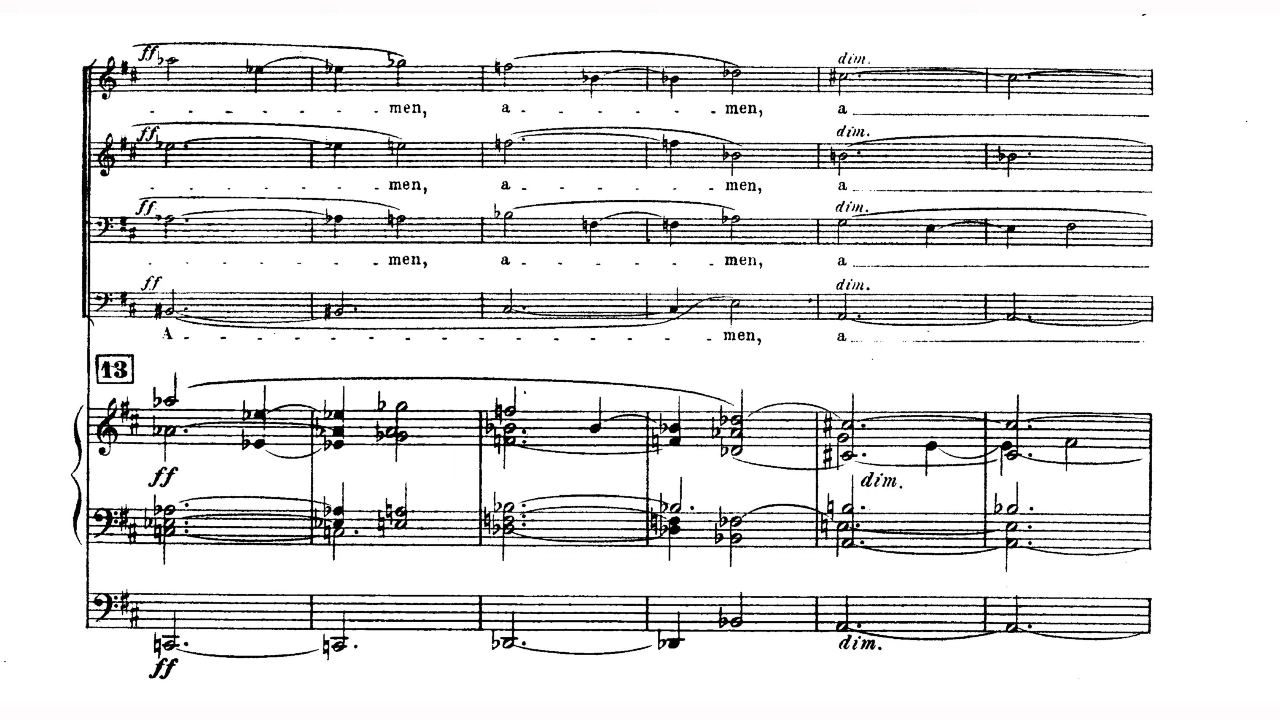 ff dim.
- - - - - - men, a - - - - - men, a
ff dim.
- - - - - - men, a - - - - - men, a
ff dim.
- - - - - - men, a - - - - - men, a
ff dim.
A - - - - - - - - - - - - - men, a
13
ff dim.
ff dim.